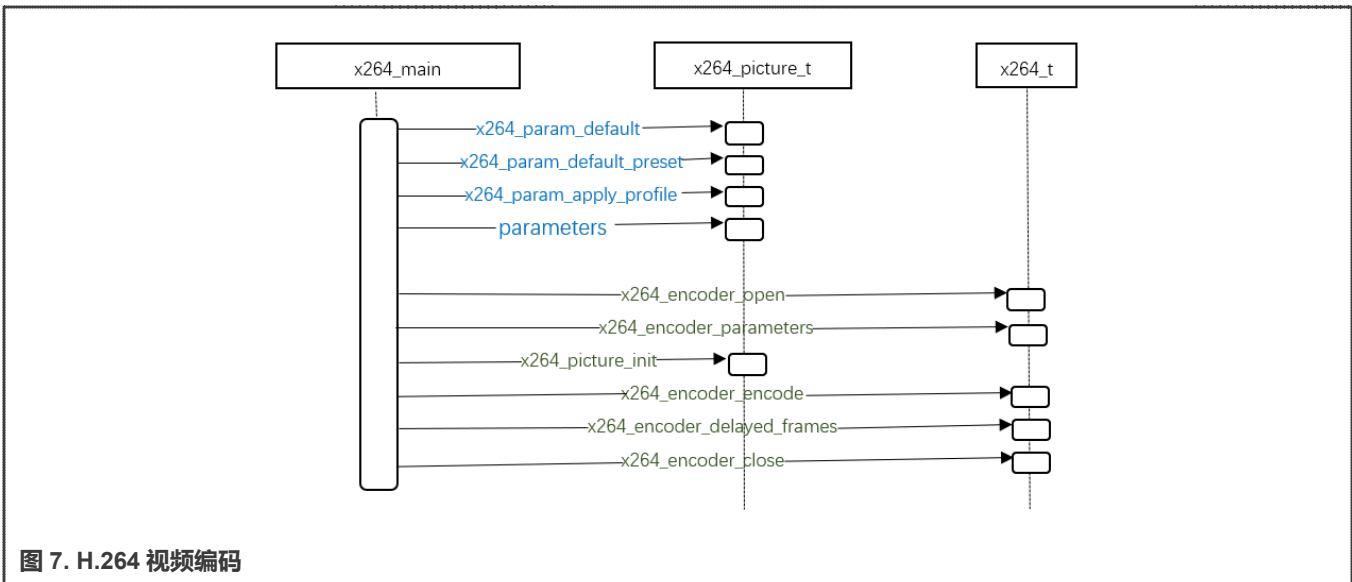 x264_main
x264_picture_t
x264_t
x264_param_default
x264_param_default_preset
x264_param_apply_profile
parameters
x264_encoder_open
x264_encoder_parameters
x264_picture_init
x264_encoder_encode
x264_encoder_delayed_frames
x264_encoder_close
图 7. H.264 视频编码